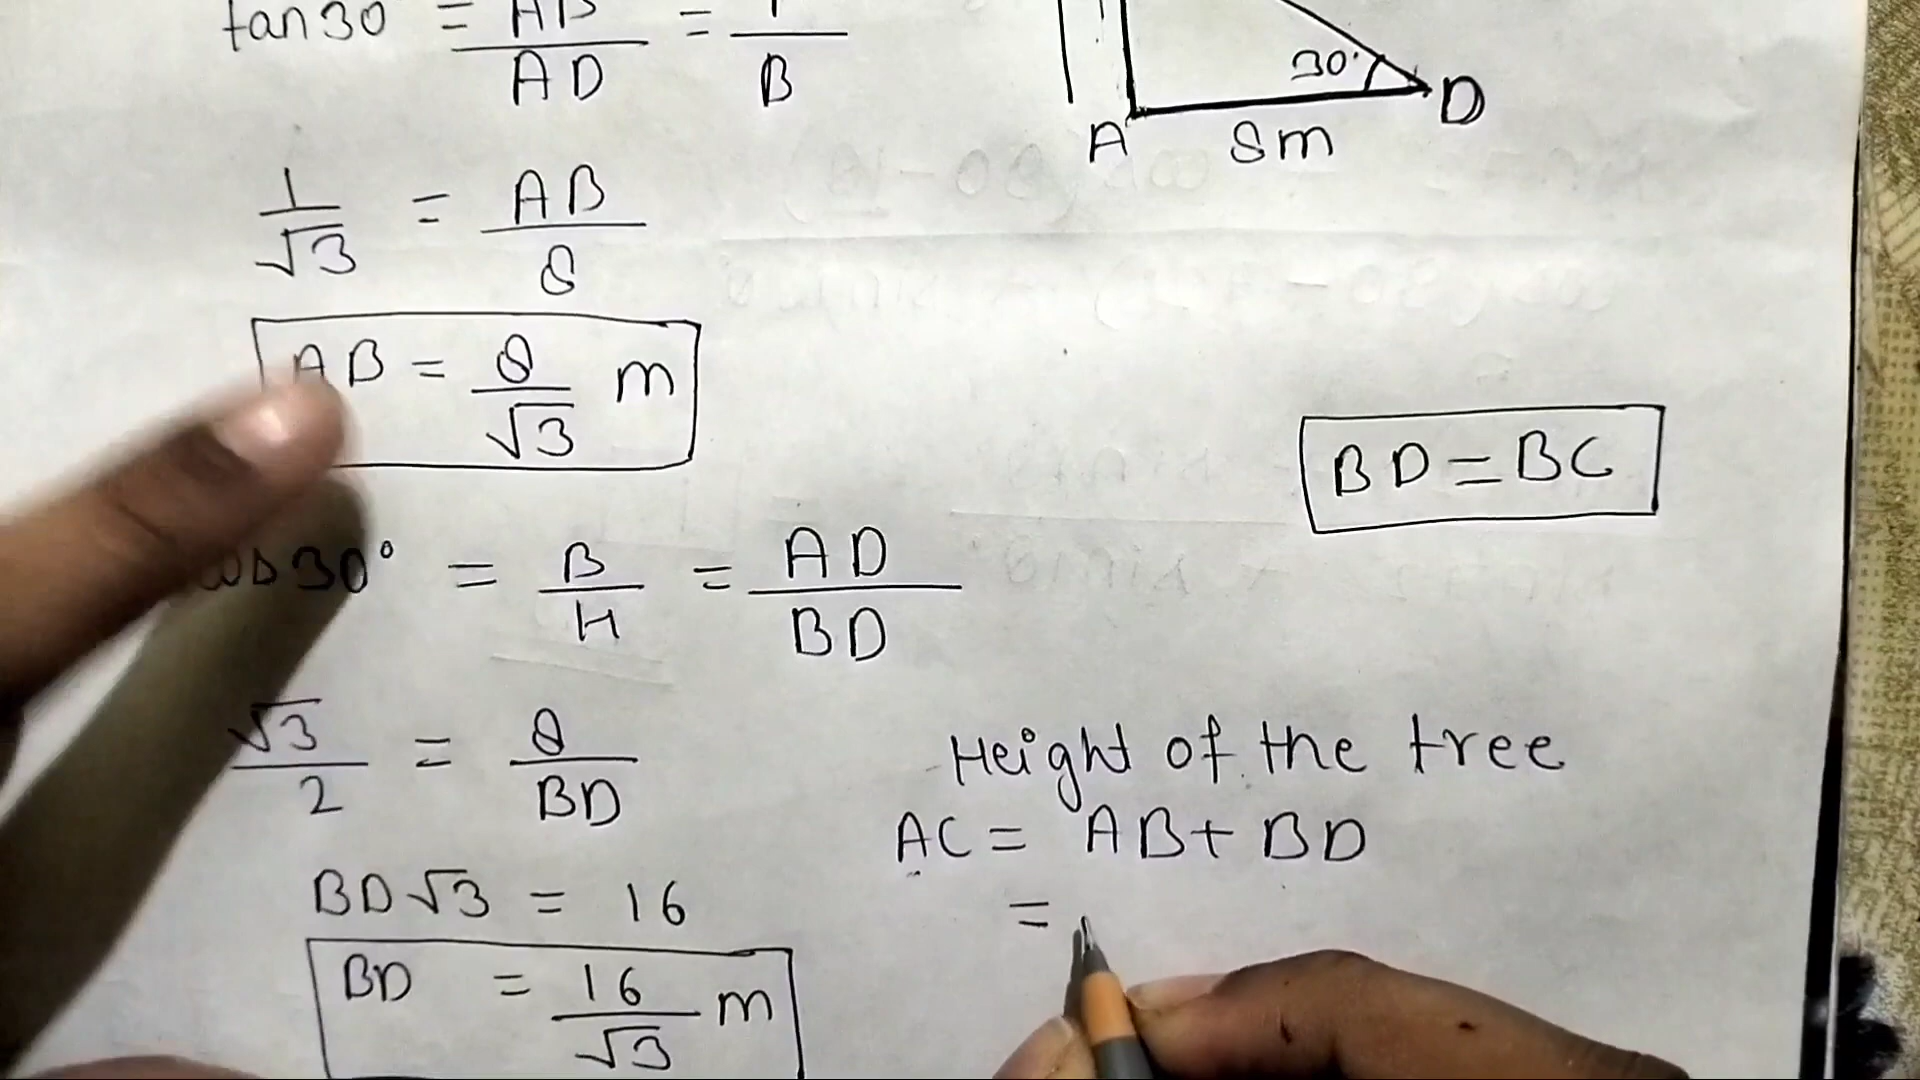 tan30 = AB/AD = /B
30°
A 8m D
1/√3 = AB/8
AB = 8/√3 m
BD = BC
cos30° = B/H = AD/BD
√3/2 = 8/BD
Height of the tree
AC = AB + BD
=
BD√3 = 16
BD = 16/√3 m